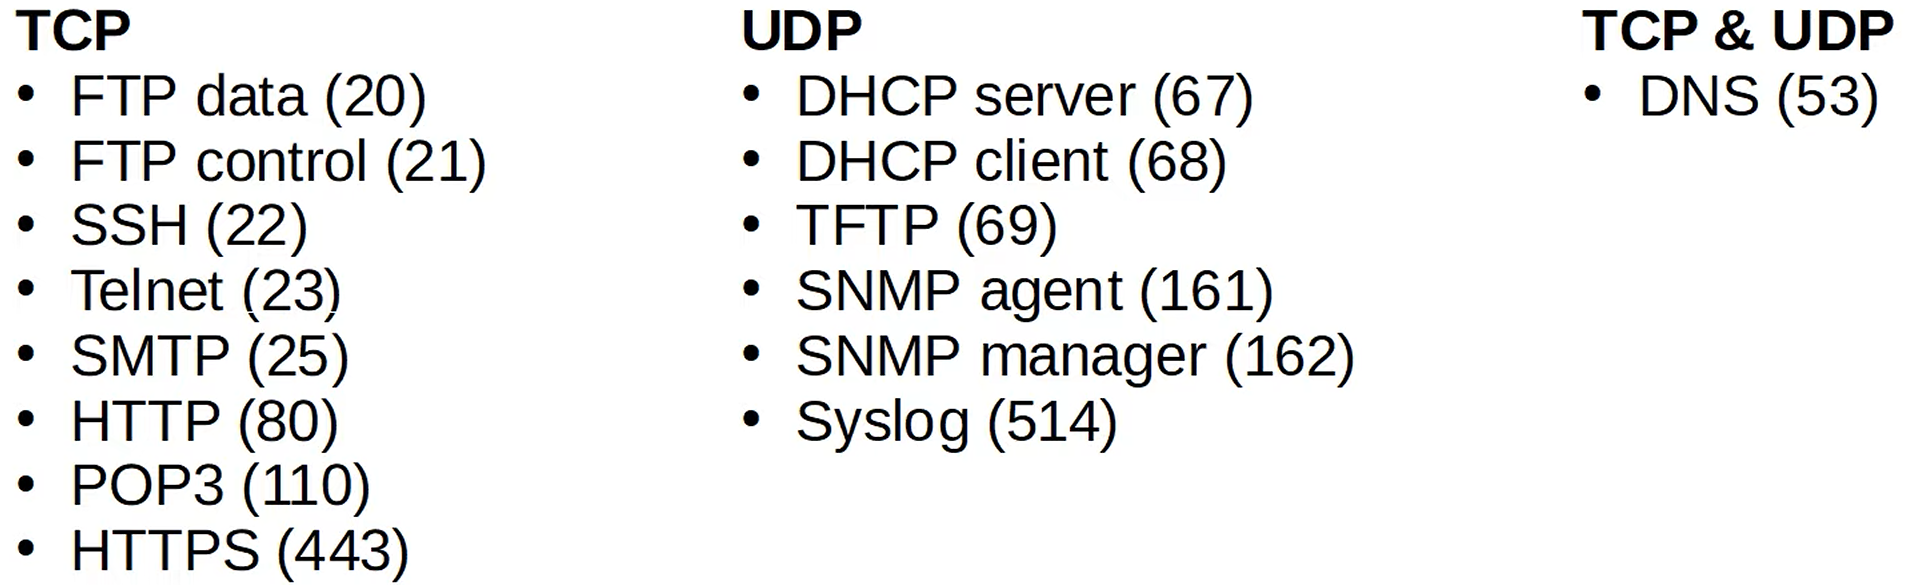 TCP
• FTP data (20)
• FTP control (21)
• SSH (22)
• Telnet (23)
• SMTP (25)
• HTTP (80)
• POP3 (110)
• HTTPS (443)
UDP
• DHCP server (67)
• DHCP client (68)
• TFTP (69)
• SNMP agent (161)
• SNMP manager (162)
• Syslog (514)
TCP & UDP
• DNS (53)